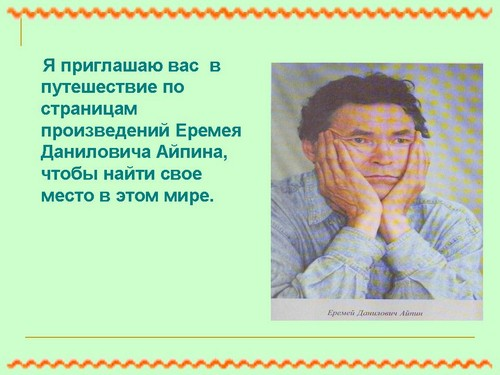 Я приглашаю вас в
путешествие по
страницам
произведений Еремея
Даниловича Айпина,
чтобы найти свое
место в этом мире.
Еремей Данилович Айпин